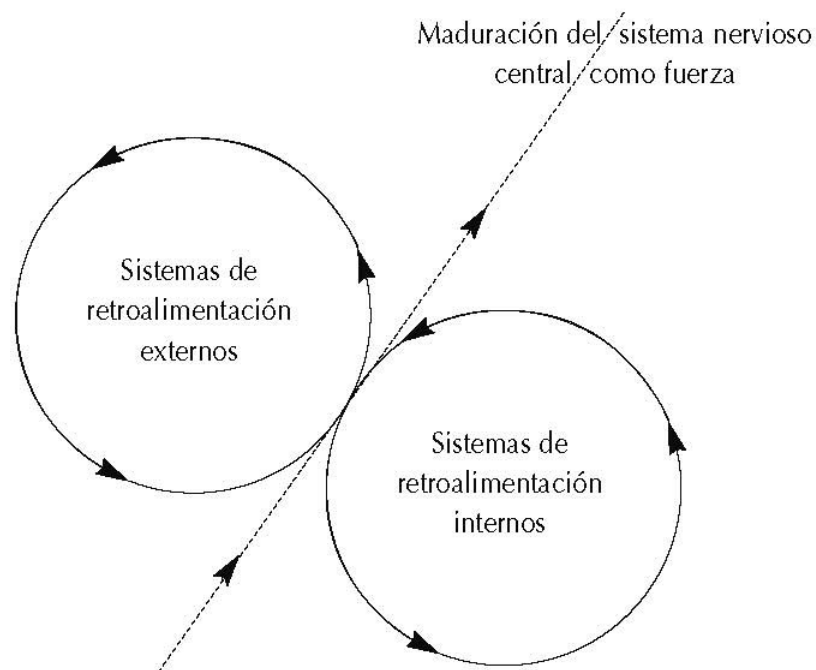 Maduración del sistema nervioso
central como fuerza
Sistemas de
retroalimentación
externos
Sistemas de
retroalimentación
internos